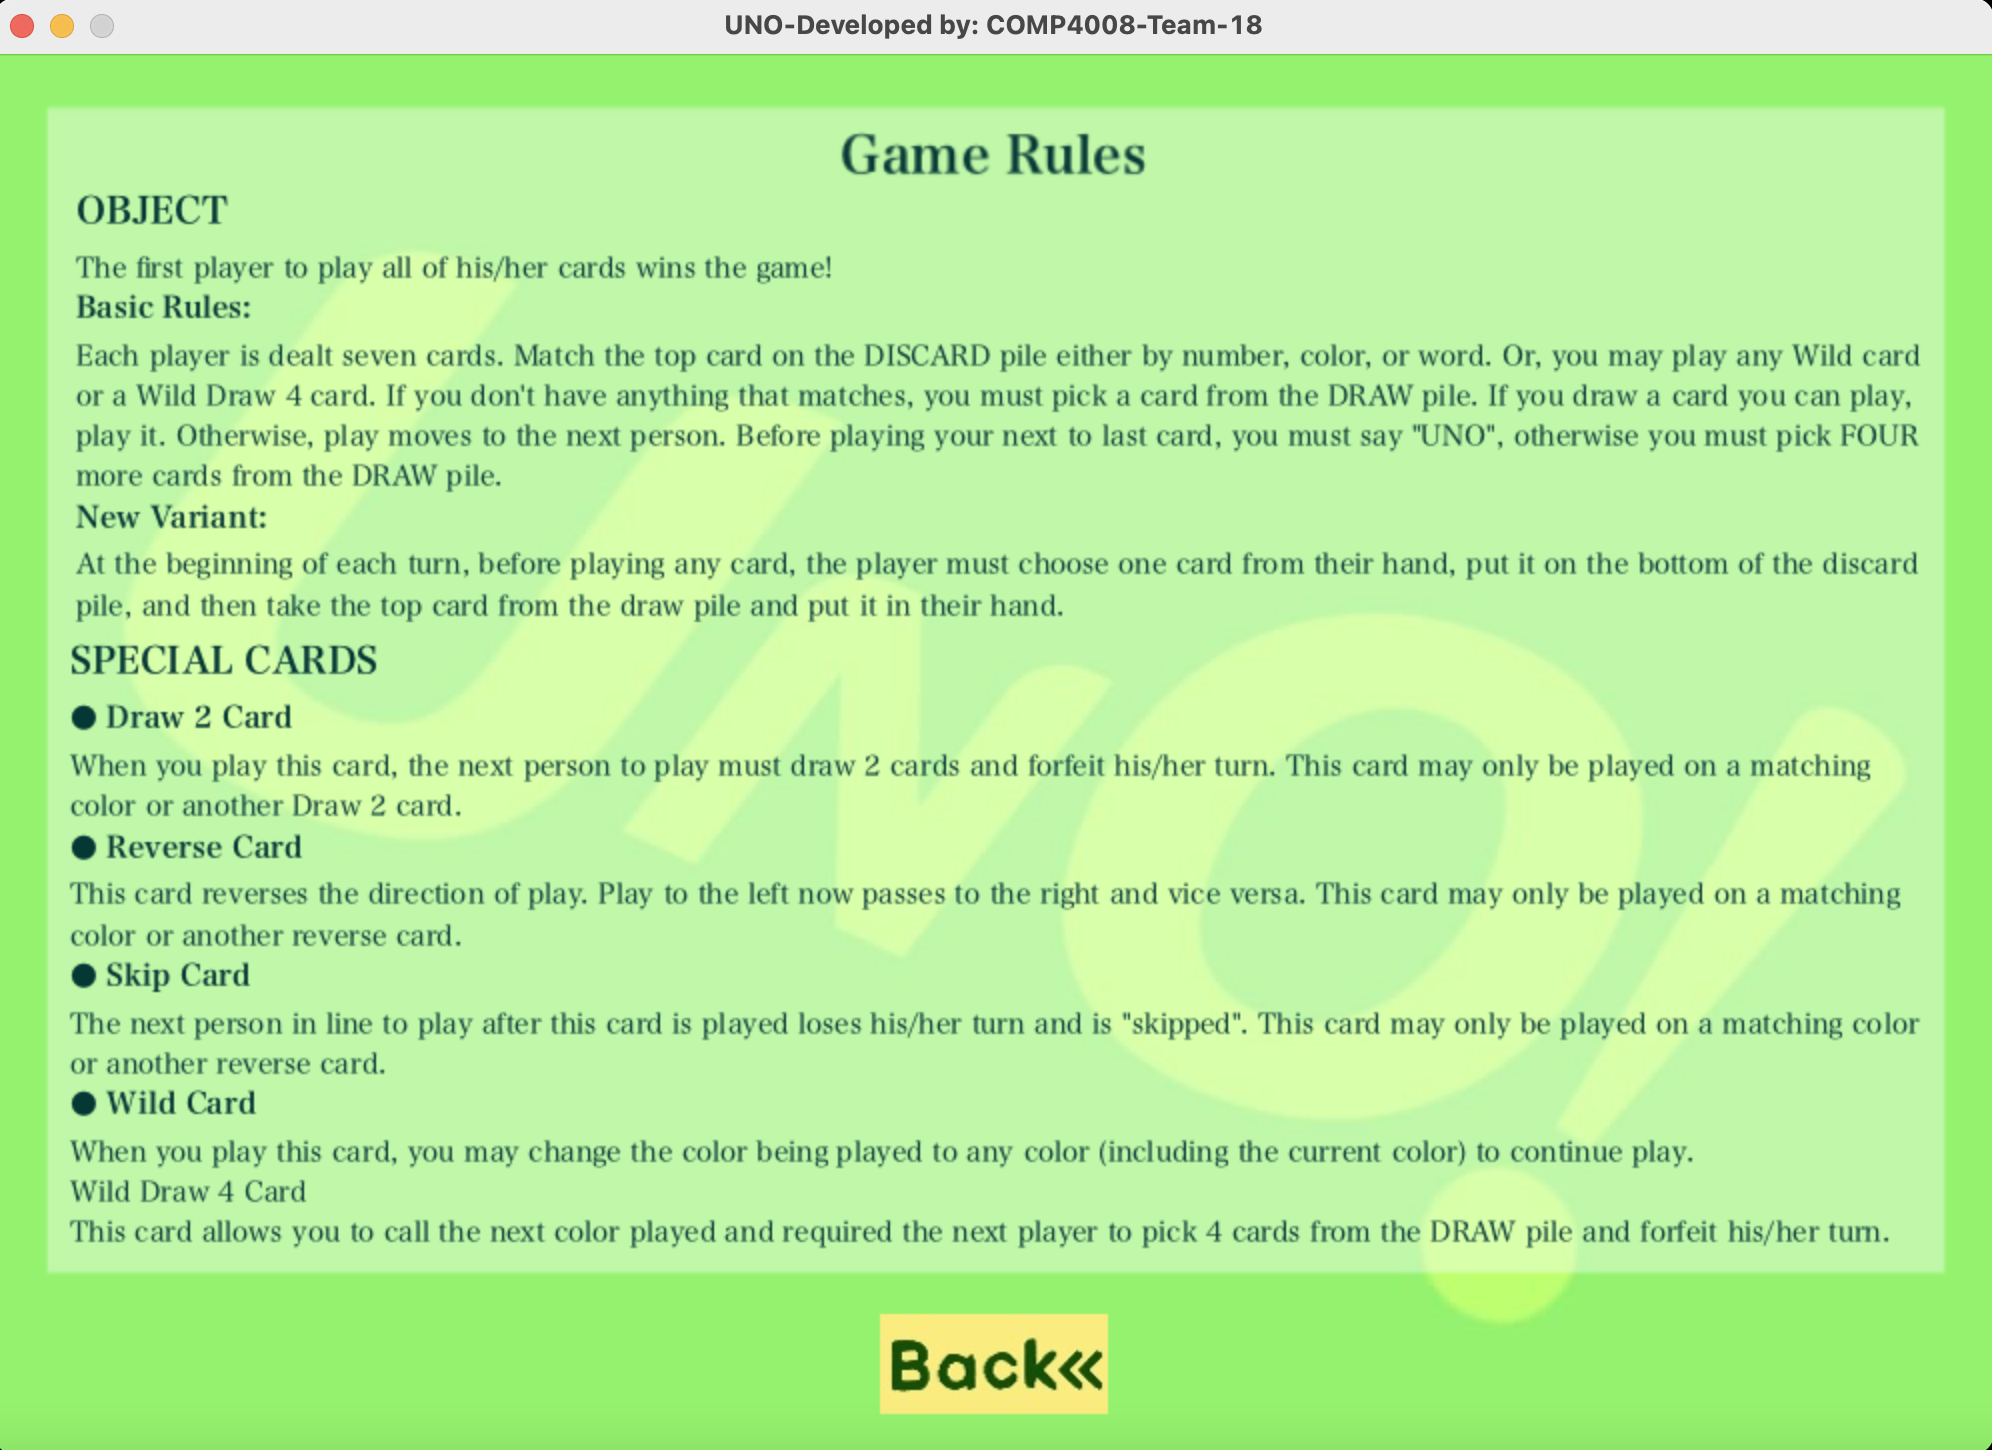 UNO-Developed by: COMP4008-Team-18
Game Rules
OBJECT
The first player to play all of his/her cards wins the game!
Basic Rules:
Each player is dealt seven cards. Match the top card on the DISCARD pile either by number, color, or word. Or, you may play any Wild card
or a Wild Draw 4 card. If you don't have anything that matches, you must pick a card from the DRAW pile. If you draw a card you can play,
play it. Otherwise, play moves to the next person. Before playing your next to last card, you must say "UNO", otherwise you must pick FOUR
more cards from the DRAW pile.
New Variant:
At the beginning of each turn, before playing any card, the player must choose one card from their hand, put it on the bottom of the discard
pile, and then take the top card from the draw pile and put it in their hand.
SPECIAL CARDS
● Draw 2 Card
When you play this card, the next person to play must draw 2 cards and forfeit his/her turn. This card may only be played on a matching
color or another Draw 2 card.
● Reverse Card
This card reverses the direction of play. Play to the left now passes to the right and vice versa. This card may only be played on a matching
color or another reverse card.
● Skip Card
The next person in line to play after this card is played loses his/her turn and is "skipped". This card may only be played on a matching color
or another reverse card.
● Wild Card
When you play this card, you may change the color being played to any color (including the current color) to continue play.
Wild Draw 4 Card
This card allows you to call the next color played and required the next player to pick 4 cards from the DRAW pile and forfeit his/her turn.
UNO!
Back«